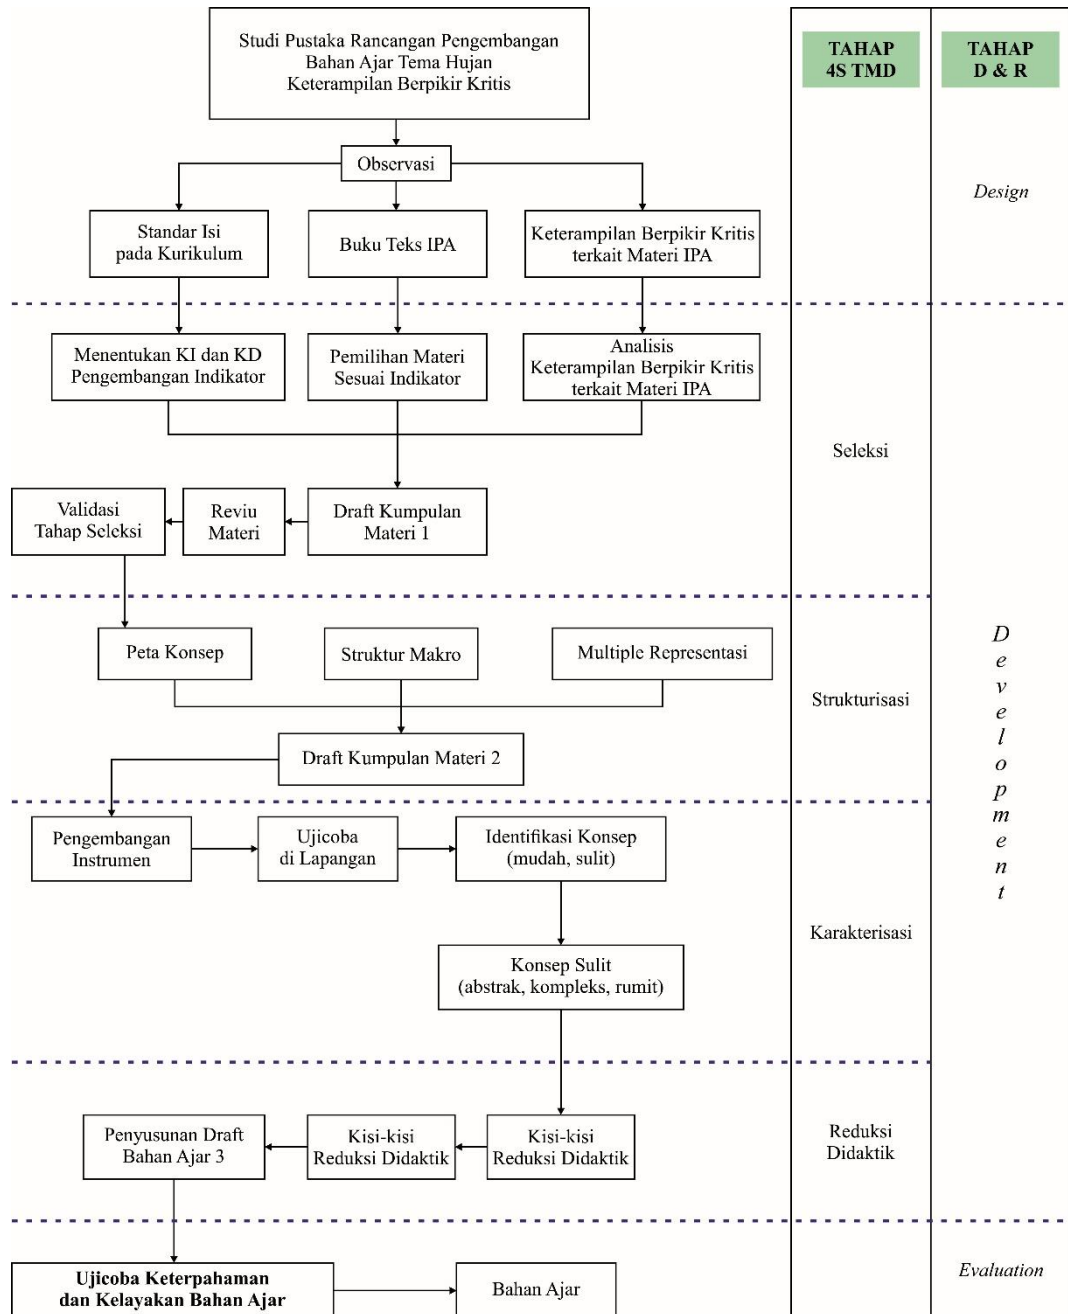 Studi Pustaka Rancangan Pengembangan
Bahan Ajar Tema Hujan
Keterampilan Berpikir Kritis
TAHAP
4S TMD
TAHAP
D & R
Observasi
Design
Standar Isi
pada Kurikulum
Buku Teks IPA
Keterampilan Berpikir Kritis
terkait Materi IPA
Menentukan KI dan KD
Pengembangan Indikator
Pemilihan Materi
Sesuai Indikator
Analisis
Keterampilan Berpikir Kritis
terkait Materi IPA
Seleksi
Validasi
Tahap Seleksi
Reviu
Materi
Draft Kumpulan
Materi 1
Development
Peta Konsep
Struktur Makro
Multiple Representasi
Strukturisasi
Draft Kumpulan Materi 2
Pengembangan
Instrumen
Ujicoba
di Lapangan
Identifikasi Konsep
(mudah, sulit)
Karakterisasi
Konsep Sulit
(abstrak, kompleks, rumit)
Penyusunan Draft
Bahan Ajar 3
Kisi-kisi
Reduksi Didaktik
Kisi-kisi
Reduksi Didaktik
Reduksi
Didaktik
Ujicoba Keterpahaman
dan Kelayakan Bahan Ajar
Bahan Ajar
Evaluation